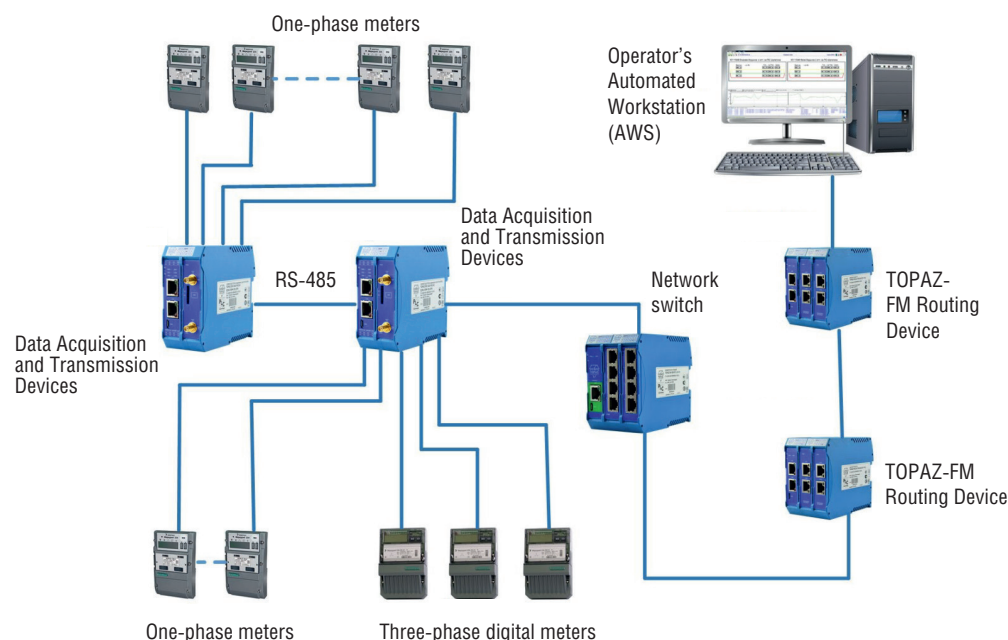 One-phase meters
Operator's
Automated
Workstation
(AWS)
Data Acquisition
and Transmission
Devices
RS-485
Network
switch
TOPAZ-
FM Routing
Device
Data Acquisition
and Transmission
Devices
TOPAZ-FM
Routing Device
One-phase meters
Three-phase digital meters